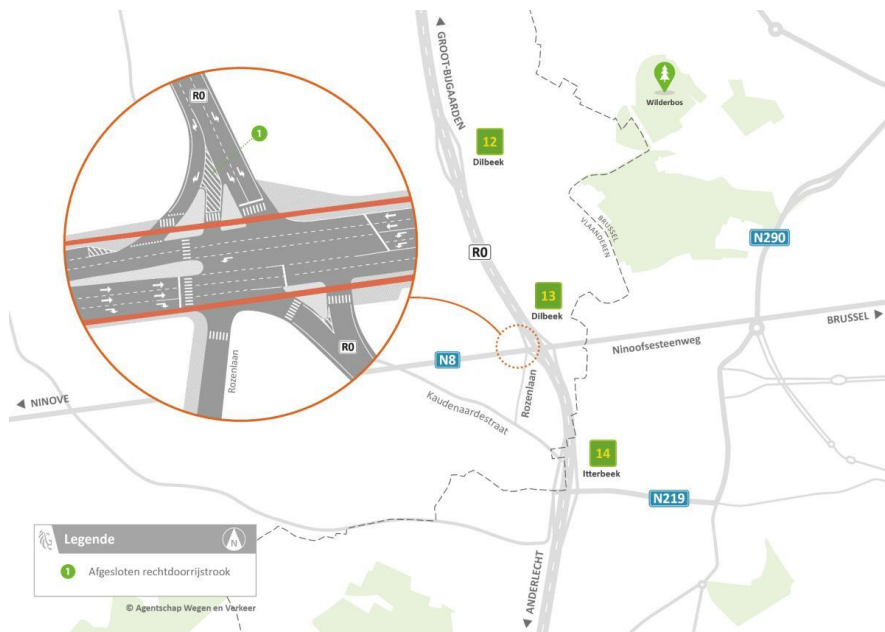 R0
1
R0
Rozenlaan
GROOT-BIJGAARDEN
12
Dilbeek
Wilderbos
BRUSSEL
VLAANDEREN
R0
N290
13
Dilbeek
BRUSSEL
N8
Ninoofsesteenweg
NINOVE
Rozenlaan
Kaudenaardestraat
14
Itterbeek
N219
ANDERLECHT
Legende
N
1 Afgesloten rechtdoorrijstrook
© Agentschap Wegen en Verkeer